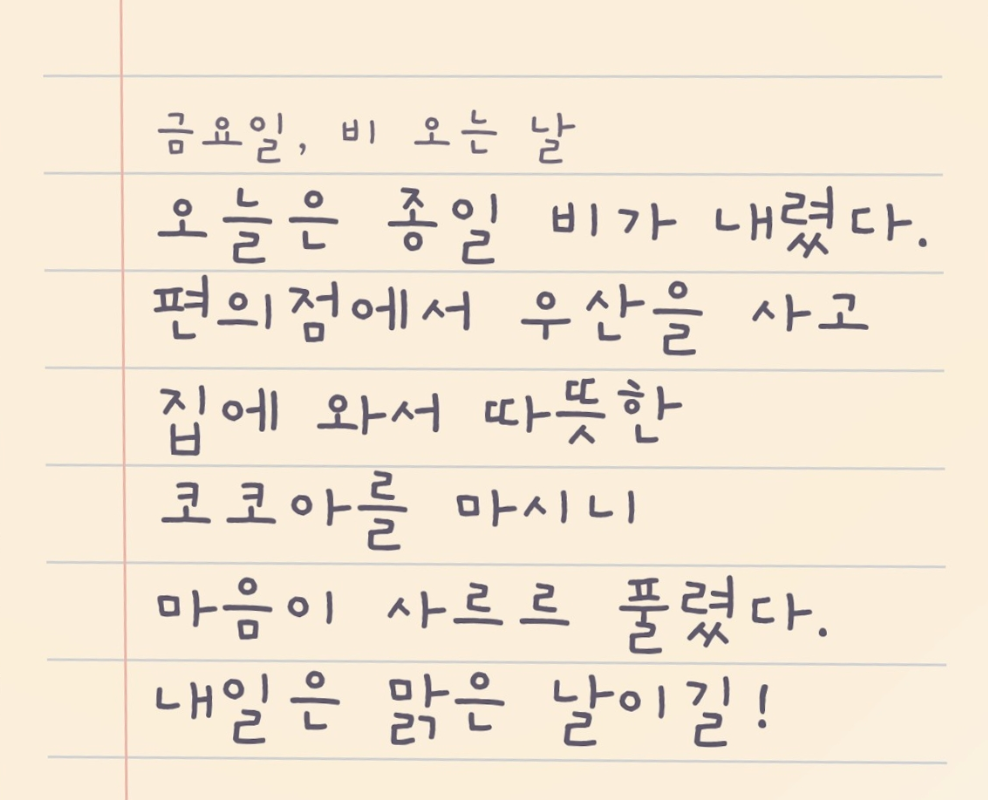 금요일, 비 오는 날
오늘은 종일 비가 내렸다.
편의점에서 우산을 사고
집에 와서 따뜻한
코코아를 마시니
마음이 사르르 풀렸다.
내일은 맑은 날이길!